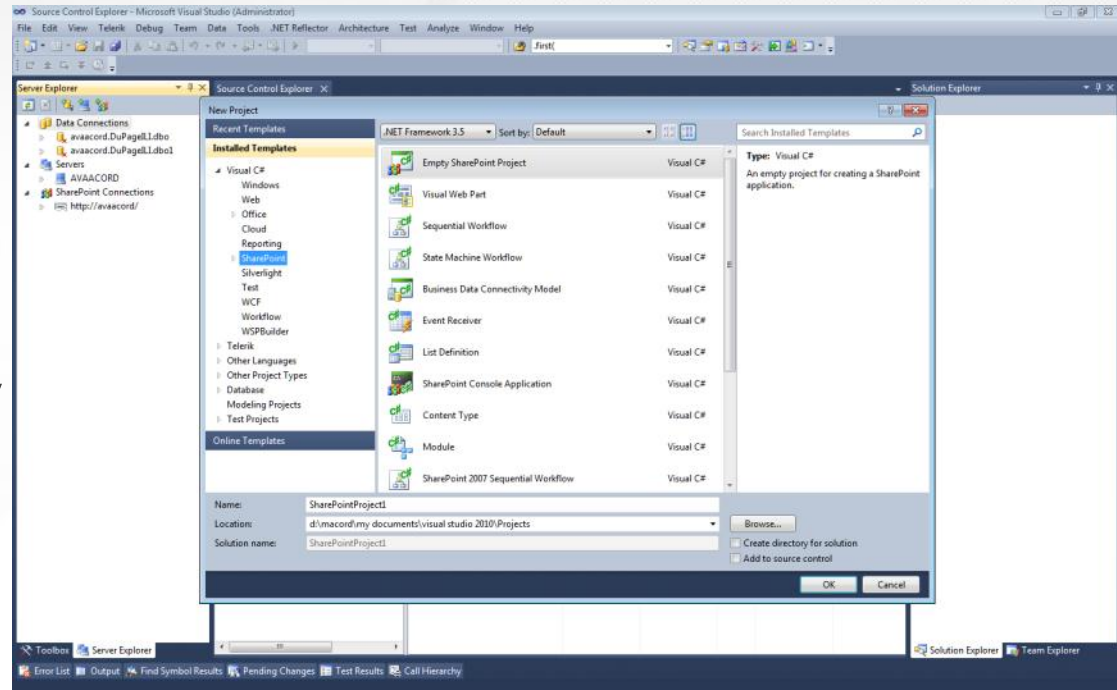 Source Control Explorer - Microsoft Visual Studio (Administrator)
File Edit View Telerik Debug Team Data Tools .NET Reflector Architecture Test Analyze Window Help
.First(
Server Explorer
Source Control Explorer
Solution Explorer
Data Connections
avaacord.DuPageIL1.dbo
avaacord.DuPageIL1.dbo1
Servers
AVAACORD
SharePoint Connections
http://avaacord/
New Project
Recent Templates
Installed Templates
Visual C#
Windows
Web
Office
Cloud
Reporting
SharePoint
Silverlight
Test
WCF
Workflow
WSPBuilder
Telerik
Other Languages
Other Project Types
Database
Modeling Projects
Test Projects
Online Templates
.NET Framework 3.5 Sort by: Default
Search Installed Templates
Empty SharePoint Project Visual C#
Visual Web Part Visual C#
Sequential Workflow Visual C#
State Machine Workflow Visual C#
Business Data Connectivity Model Visual C#
Event Receiver Visual C#
List Definition Visual C#
SharePoint Console Application Visual C#
Content Type Visual C#
Module Visual C#
SharePoint 2007 Sequential Workflow Visual C#
Type: Visual C#
An empty project for creating a SharePoint
application.
Name: SharePointProject1
Location: d:\macord\my documents\visual studio 2010\Projects
Browse...
Solution name: SharePointProject1
Create directory for solution
Add to source control
OK Cancel
Toolbox Server Explorer
Solution Explorer Team Explorer
Error List Output Find Symbol Results Pending Changes Test Results Call Hierarchy